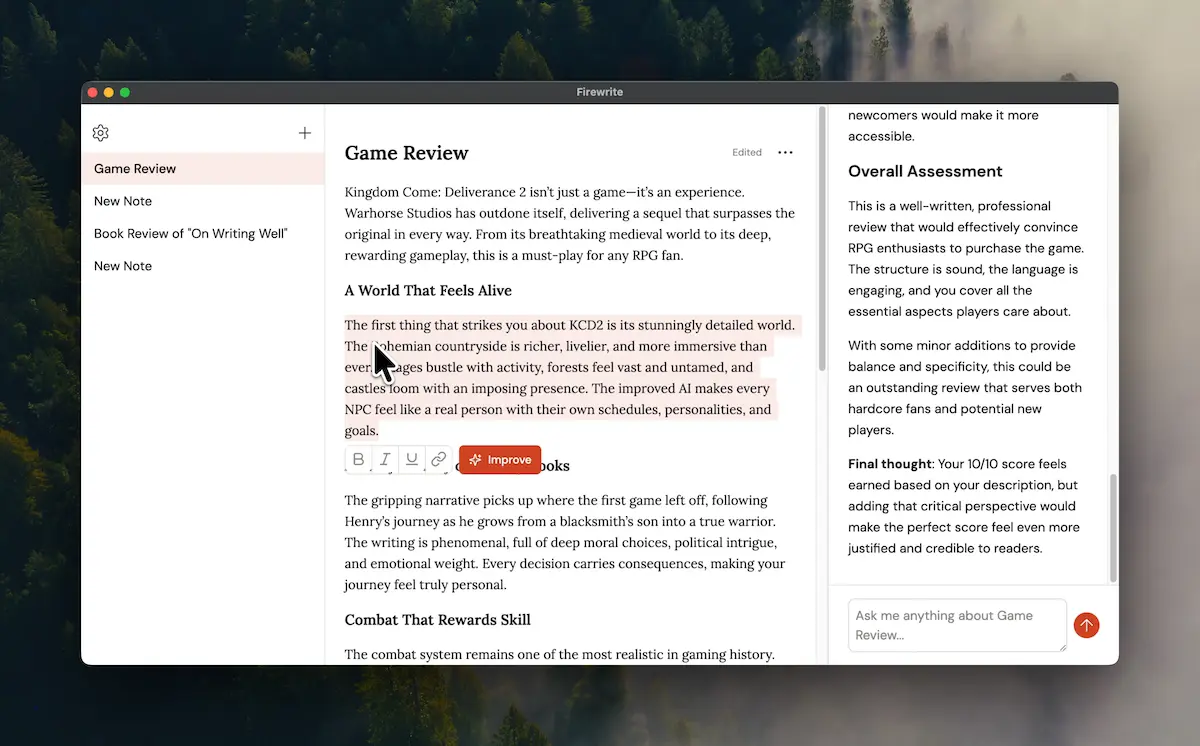 Firewrite
Game Review
New Note
Book Review of "On Writing Well"
New Note
Game Review
Edited
Kingdom Come: Deliverance 2 isn’t just a game—it’s an experience.
Warhorse Studios has outdone itself, delivering a sequel that surpasses the
original in every way. From its breathtaking medieval world to its deep,
rewarding gameplay, this is a must-play for any RPG fan.
A World That Feels Alive
The first thing that strikes you about KCD2 is its stunningly detailed world.
The Bohemian countryside is richer, livelier, and more immersive than
bustle with activity, forests feel vast and untamed, and
castles loom with an imposing presence. The improved AI makes every
NPC feel like a real person with their own schedules, personalities, and
goals.
B I U Improve
The gripping narrative picks up where the first game left off, following
Henry’s journey as he grows from a blacksmith’s son into a true warrior.
The writing is phenomenal, full of deep moral choices, political intrigue,
and emotional weight. Every decision carries consequences, making your
journey feel truly personal.
Combat That Rewards Skill
The combat system remains one of the most realistic in gaming history.
newcomers would make it more
accessible.
Overall Assessment
This is a well-written, professional
review that would effectively convince
RPG enthusiasts to purchase the game.
The structure is sound, the language is
engaging, and you cover all the
essential aspects players care about.
With some minor additions to provide
balance and specificity, this could be
an outstanding review that serves both
hardcore fans and potential new
players.
Final thought: Your 10/10 score feels
earned based on your description, but
adding that critical perspective would
make the perfect score feel even more
justified and credible to readers.
Ask me anything about Game
Review...